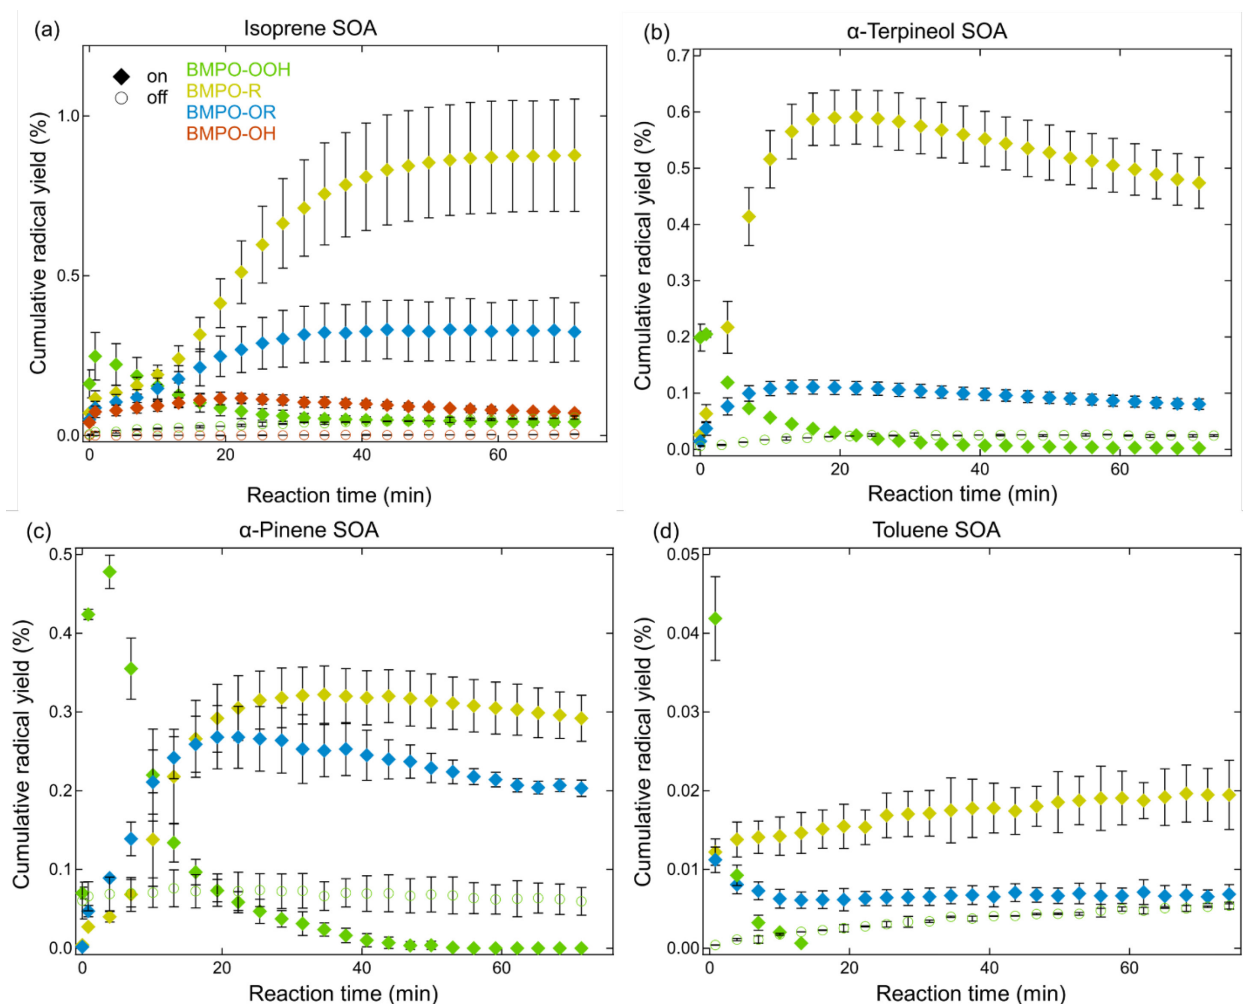 (a) Isoprene SOA
on BMPO-OOH
off BMPO-R
BMPO-OR
BMPO-OH
Cumulative radical yield (%)
1.0
0.5
0.0
0 20 40 60
Reaction time (min)
(b) α-Terpineol SOA
Cumulative radical yield (%)
0.7
0.6
0.5
0.4
0.3
0.2
0.1
0.0
0 20 40 60
Reaction time (min)
(c) α-Pinene SOA
Cumulative radical yield (%)
0.5
0.4
0.3
0.2
0.1
0.0
0 20 40 60
Reaction time (min)
(d) Toluene SOA
Cumulative radical yield (%)
0.05
0.04
0.03
0.02
0.01
0.00
0 20 40 60
Reaction time (min)